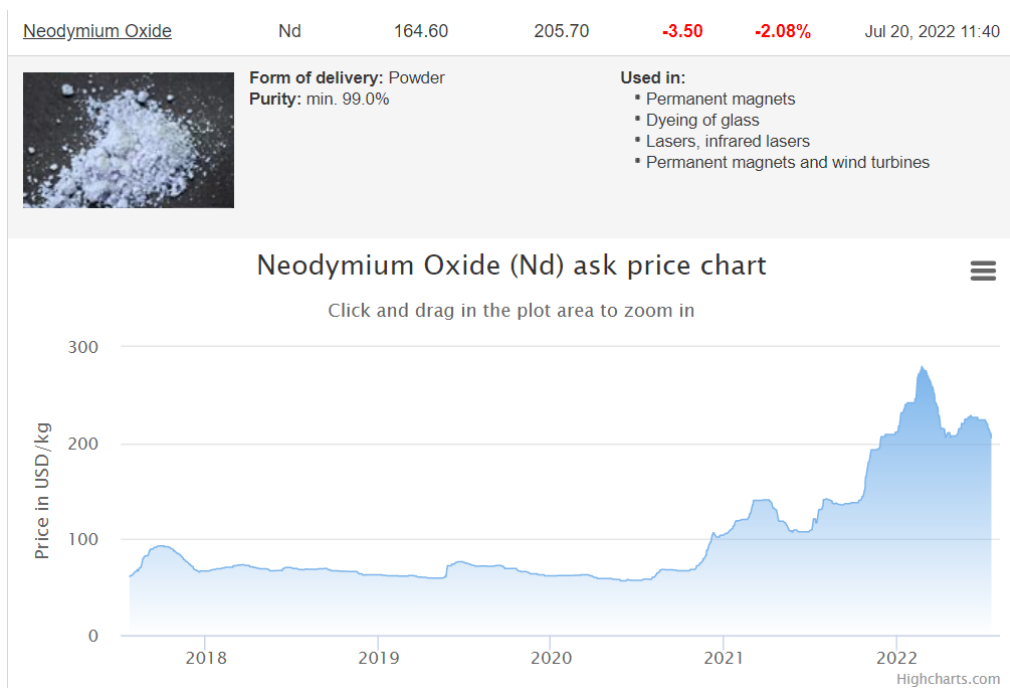 Neodymium Oxide Nd 164.60 205.70 -3.50 -2.08% Jul 20, 2022 11:40
Form of delivery: Powder
Purity: min. 99.0%
Used in:
• Permanent magnets
• Dyeing of glass
• Lasers, infrared lasers
• Permanent magnets and wind turbines
Neodymium Oxide (Nd) ask price chart
Click and drag in the plot area to zoom in
Price in USD/kg
300
200
100
0
2018 2019 2020 2021 2022
Highcharts.com